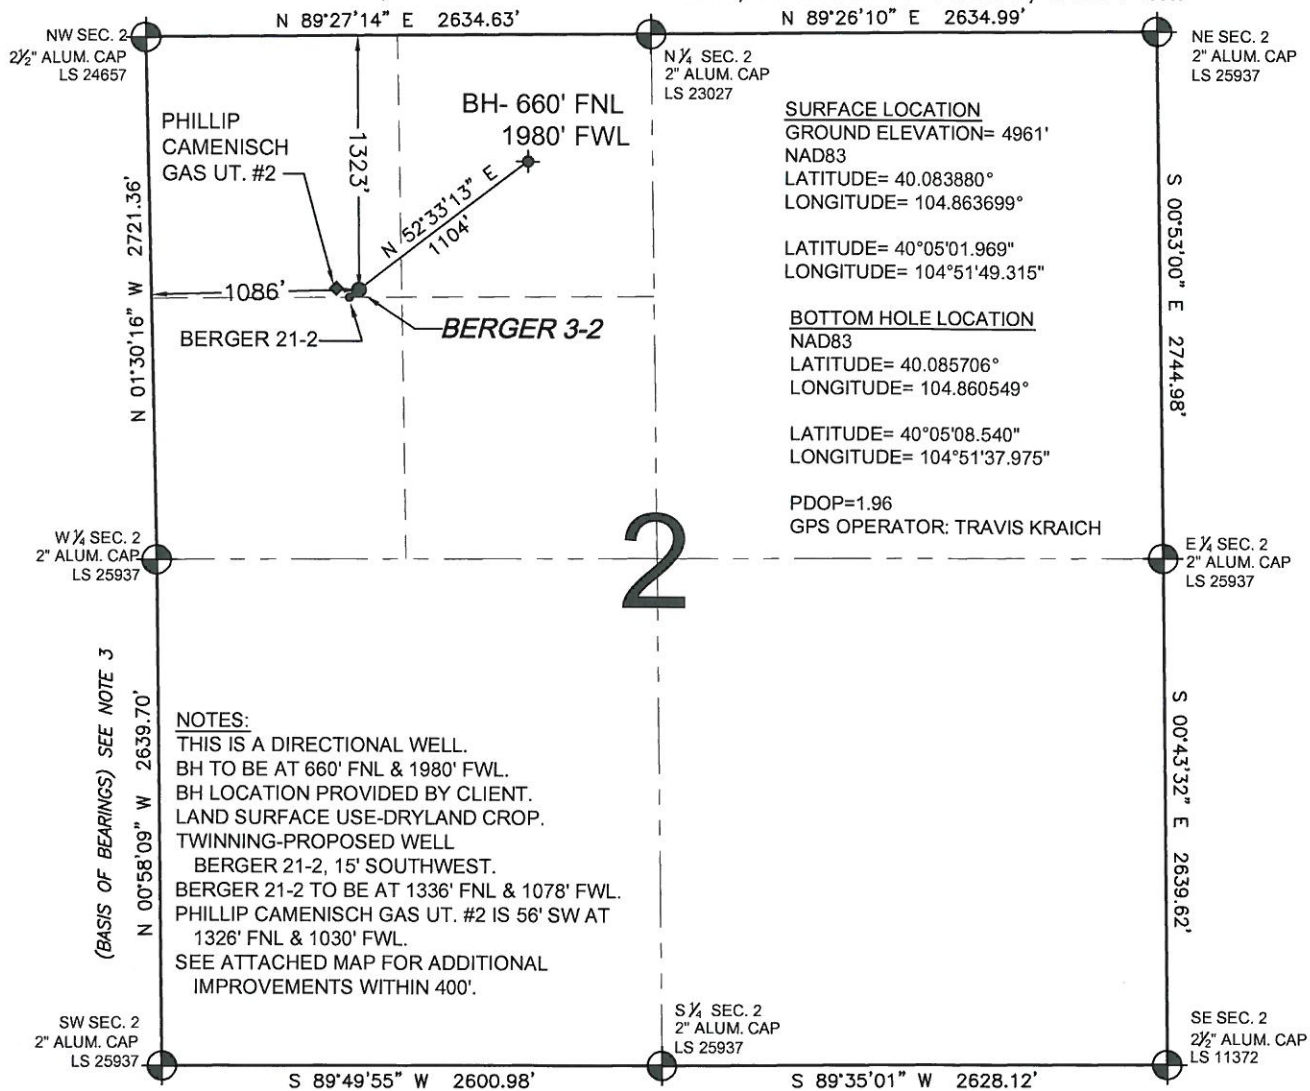 N 89°27'14" E 2634.63'
N 89°26'10" E 2634.99'
NW SEC. 2
2½" ALUM. CAP
LS 24657
N ¼ SEC. 2
2" ALUM. CAP
LS 23027
NE SEC. 2
2" ALUM. CAP
LS 25937
BH- 660' FNL
1980' FWL
PHILLIP
CAMENISCH
GAS UT. #2
1323'
N 52°33'13" E
1104'
1086'
BERGER 21-2
BERGER 3-2
N 01°30'16" W 2721.36'
SURFACE LOCATION
GROUND ELEVATION= 4961'
NAD83
LATITUDE= 40.083880°
LONGITUDE= 104.863699°
LATITUDE= 40°05'01.969"
LONGITUDE= 104°51'49.315"
BOTTOM HOLE LOCATION
NAD83
LATITUDE= 40.085706°
LONGITUDE= 104.860549°
LATITUDE= 40°05'08.540"
LONGITUDE= 104°51'37.975"
PDOP=1.96
GPS OPERATOR: TRAVIS KRAICH
S 00°53'00" E 2744.98'
W ¼ SEC. 2
2" ALUM. CAP
LS 25937
2
E ¼ SEC. 2
2" ALUM. CAP
LS 25937
(BASIS OF BEARINGS) SEE NOTE 3
N 00°58'09" W 2639.70'
NOTES:
THIS IS A DIRECTIONAL WELL.
BH TO BE AT 660' FNL & 1980' FWL.
BH LOCATION PROVIDED BY CLIENT.
LAND SURFACE USE-DRYLAND CROP.
TWINNING-PROPOSED WELL
BERGER 21-2, 15' SOUTHWEST.
BERGER 21-2 TO BE AT 1336' FNL & 1078' FWL.
PHILLIP CAMENISCH GAS UT. #2 IS 56' SW AT
1326' FNL & 1030' FWL.
SEE ATTACHED MAP FOR ADDITIONAL
IMPROVEMENTS WITHIN 400'.
S 00°43'32" E 2639.62'
SW SEC. 2
2" ALUM. CAP
LS 25937
S ¼ SEC. 2
2" ALUM. CAP
LS 25937
SE SEC. 2
2½" ALUM. CAP
LS 11372
S 89°49'55" W 2600.98'
S 89°35'01" W 2628.12'